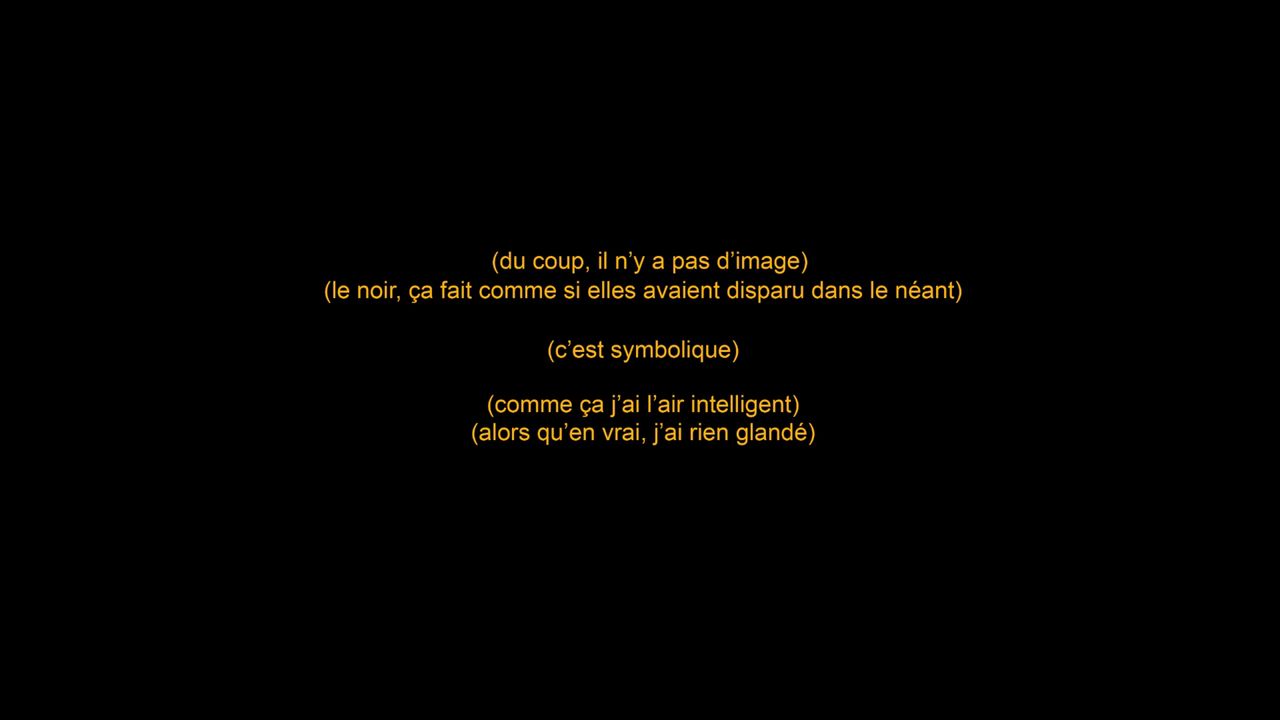 (du coup, il n’y a pas d’image)
(le noir, ça fait comme si elles avaient disparu dans le néant)
(c’est symbolique)
(comme ça j’ai l’air intelligent)
(alors qu’en vrai, j’ai rien glandé)